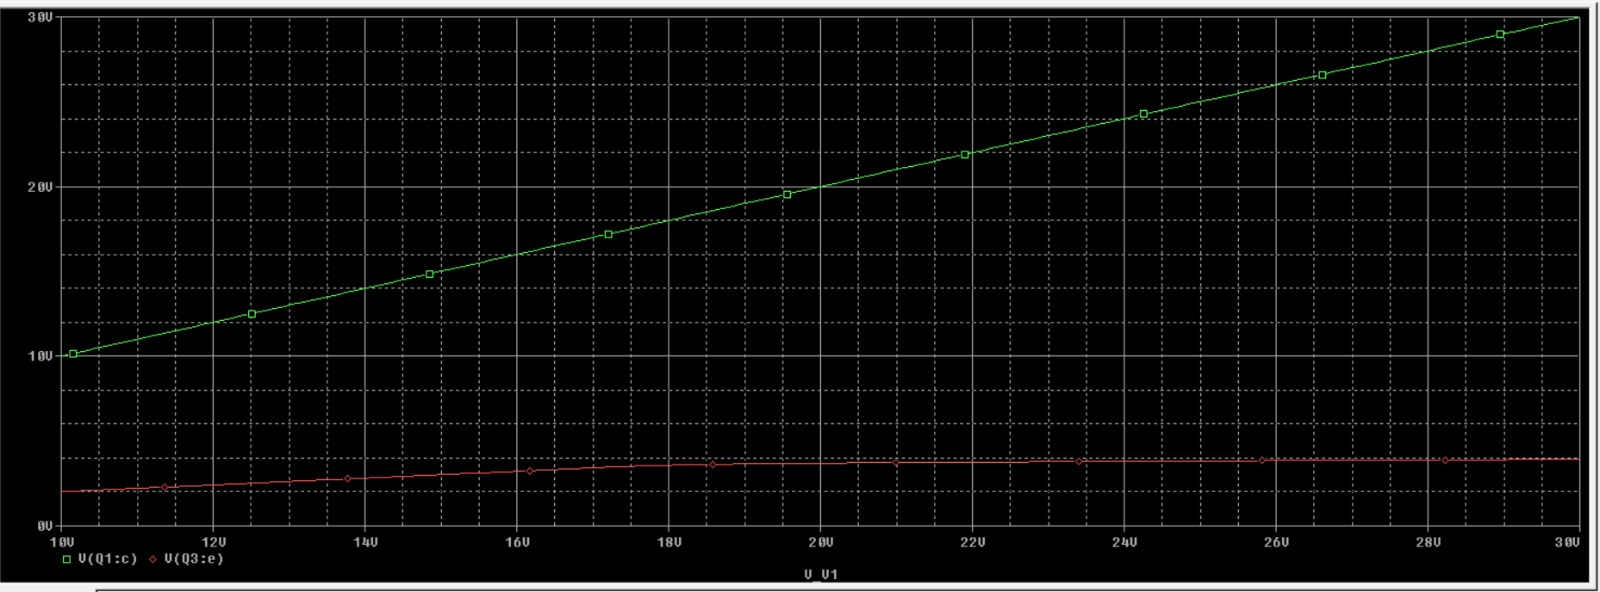 30V
20V
10V
0V
10V 12V 14V 16V 18V 20V 22V 24V 26V 28V 30V
V(Q1:c) V(Q3:e)
V_V1